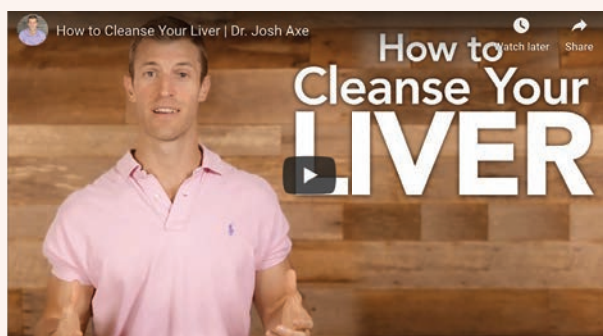 How to Cleanse Your Liver | Dr. Josh Axe
Watch later
Share
How to
Cleanse Your
LIVER